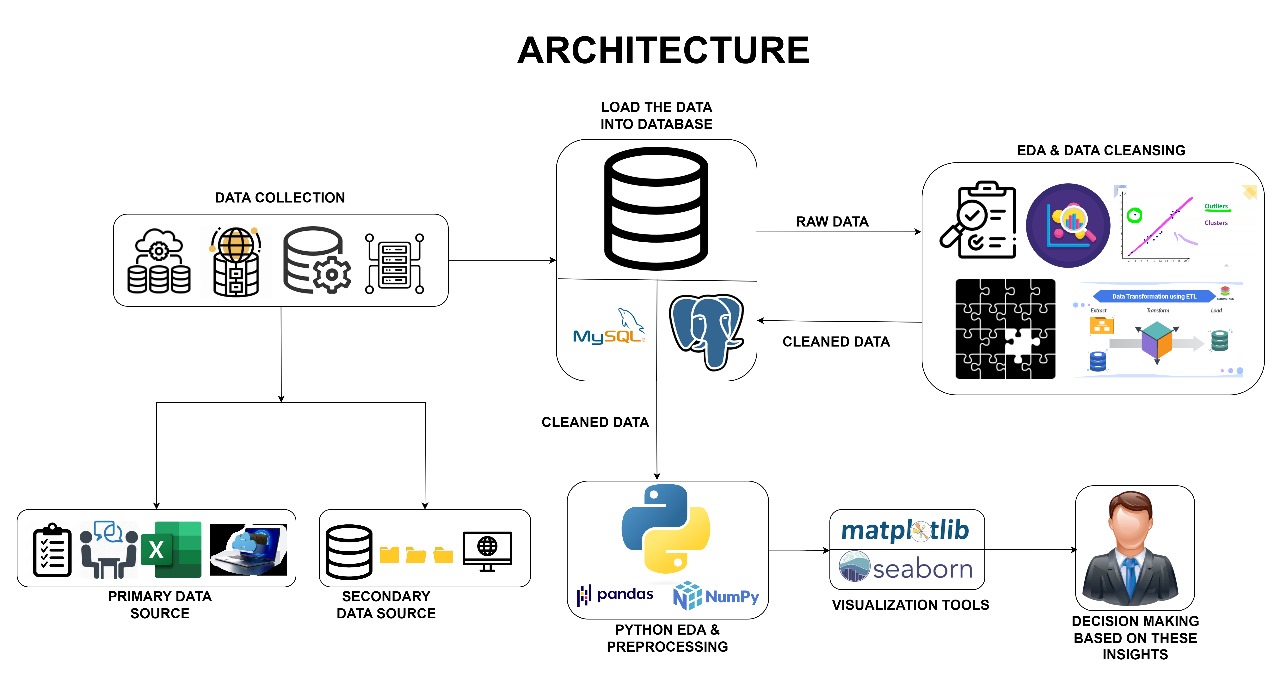 ARCHITECTURE
LOAD THE DATA
INTO DATABASE
EDA & DATA CLEANSING
DATA COLLECTION
Outliers
Clusters
RAW DATA
Data Transformation using ETL
Extract
Transform
Load
MySQL
CLEANED DATA
CLEANED DATA
X
PRIMARY DATA
SOURCE
SECONDARY
DATA SOURCE
pandas
NumPy
PYTHON EDA &
PREPROCESSING
matplotlib
seaborn
VISUALIZATION TOOLS
DECISION MAKING
BASED ON THESE
INSIGHTS